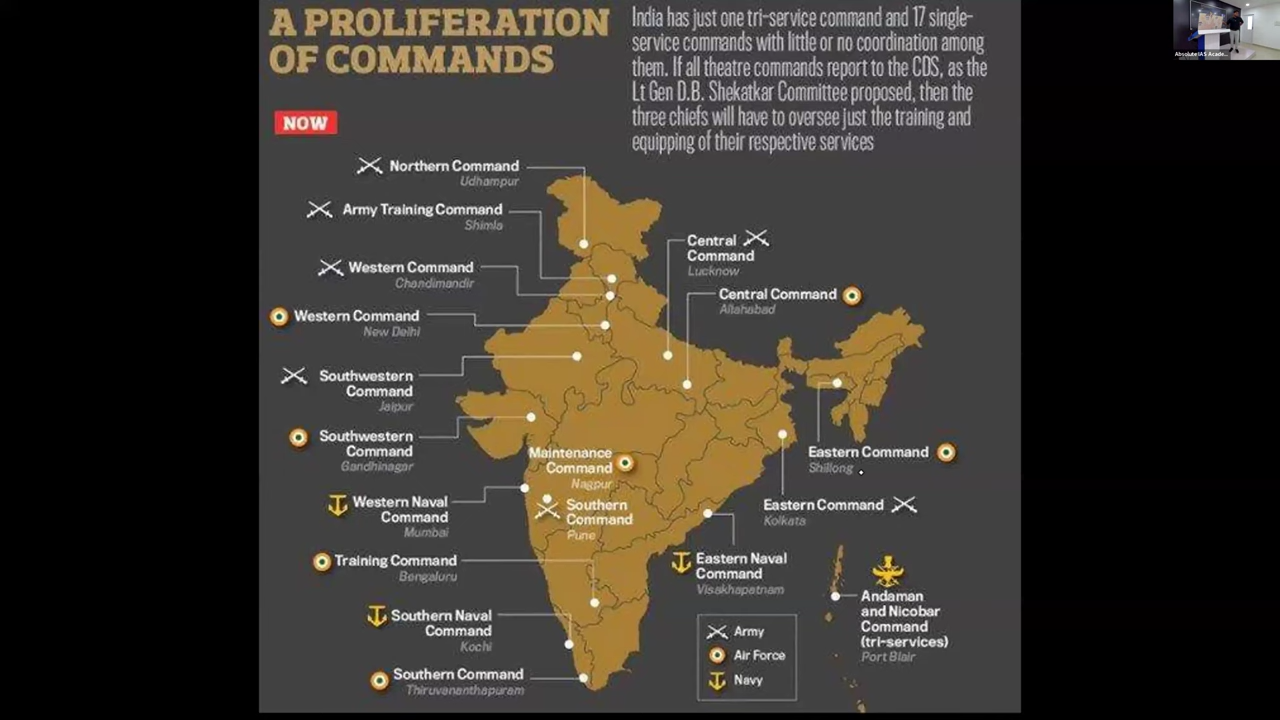 A PROLIFERATION
OF COMMANDS
India has just one tri-service command and 17 single-
service commands with little or no coordination among
them. If all theatre commands report to the CDS, as the
Lt Gen D.B. Shekatkar Committee proposed, then the
three chiefs will have to oversee just the training and
equipping of their respective services
Absolute IAS Acade...
NOW
Northern Command
Udhampur
Army Training Command
Shimla
Western Command
Chandimandir
Western Command
New Delhi
Southwestern
Command
Jaipur
Southwestern
Command
Gandhinagar
Western Naval
Command
Mumbai
Training Command
Bengaluru
Southern Naval
Command
Kochi
Southern Command
Thiruvananthapuram
Maintenance
Command
Nagpur
Southern
Command
Pune
Central
Command
Lucknow
Central Command
Allahabad
Eastern Command
Shillong
Eastern Command
Kolkata
Eastern Naval
Command
Visakhapatnam
Andaman
and Nicobar
Command
(tri-services)
Port Blair
Army
Air Force
Navy